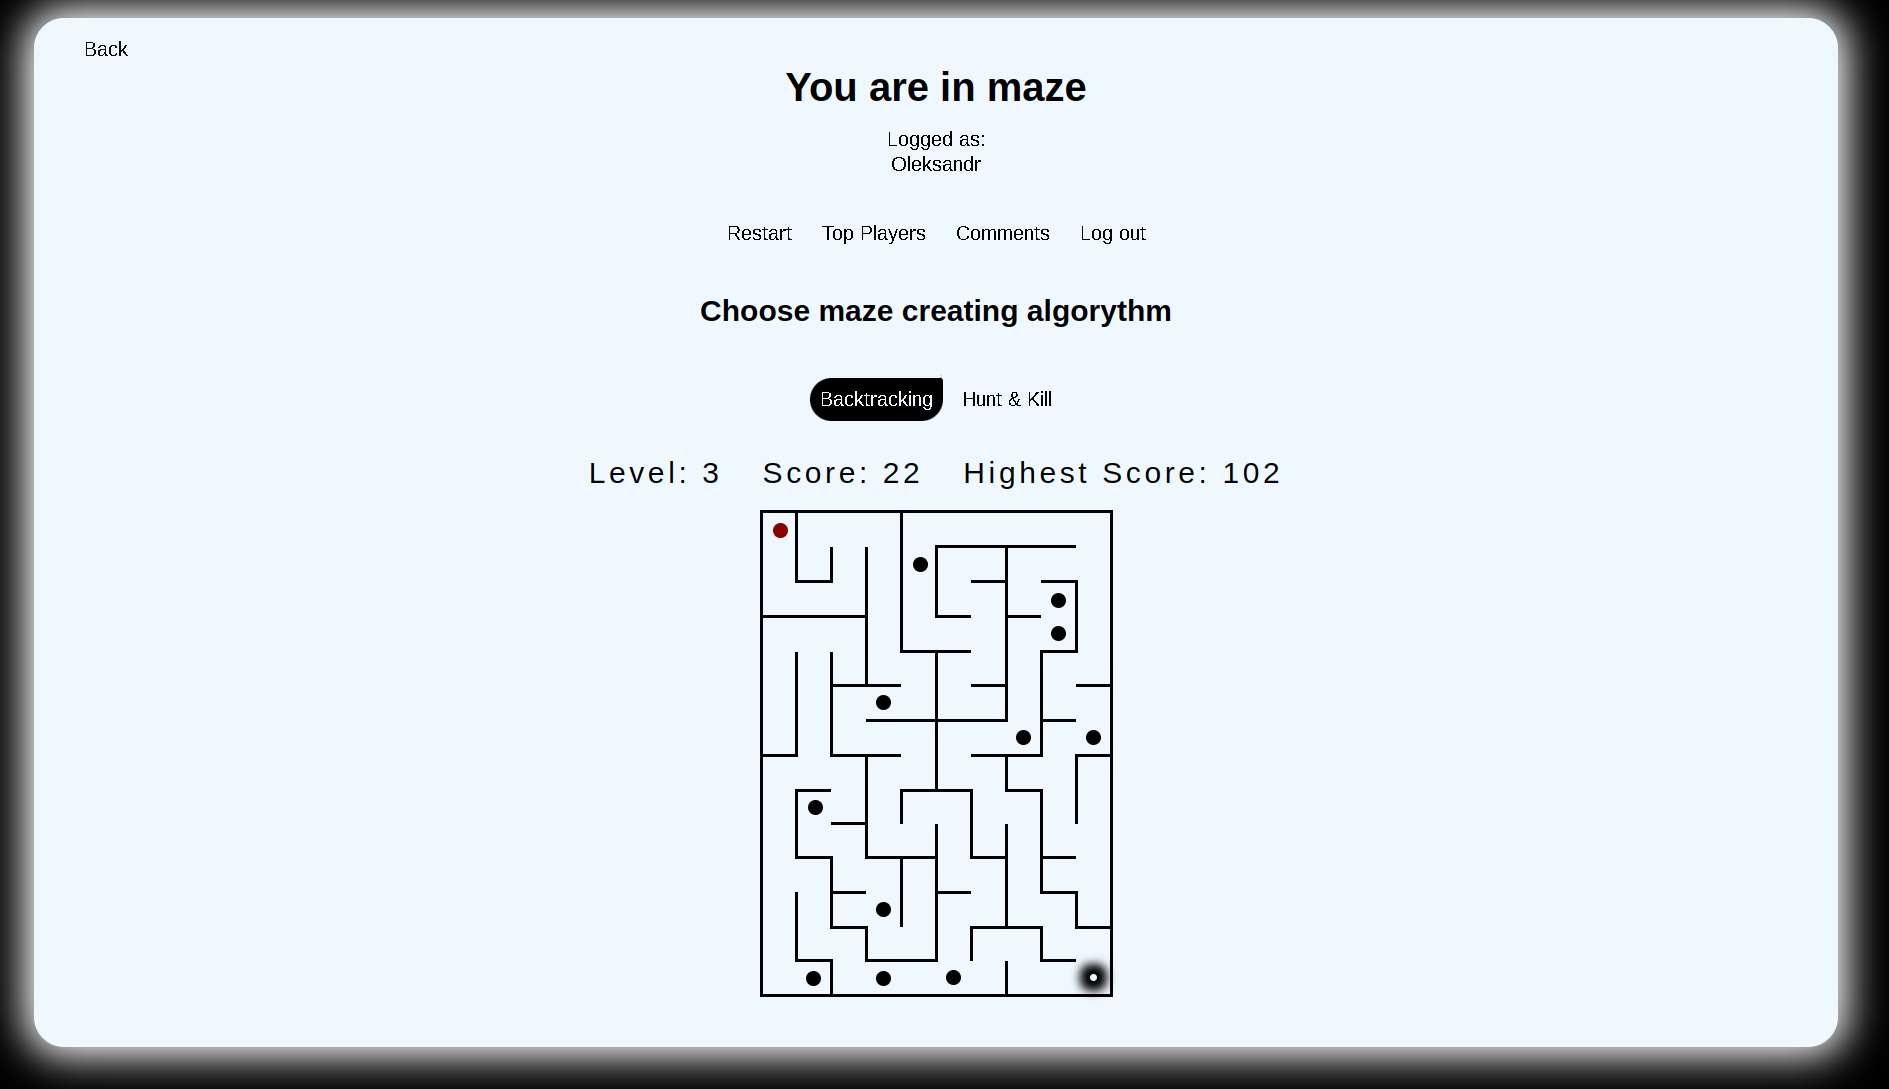 Back
You are in maze
Logged as:
Oleksandr
Restart Top Players Comments Log out
Choose maze creating algorythm
Backtracking Hunt & Kill
Level: 3 Score: 22 Highest Score: 102